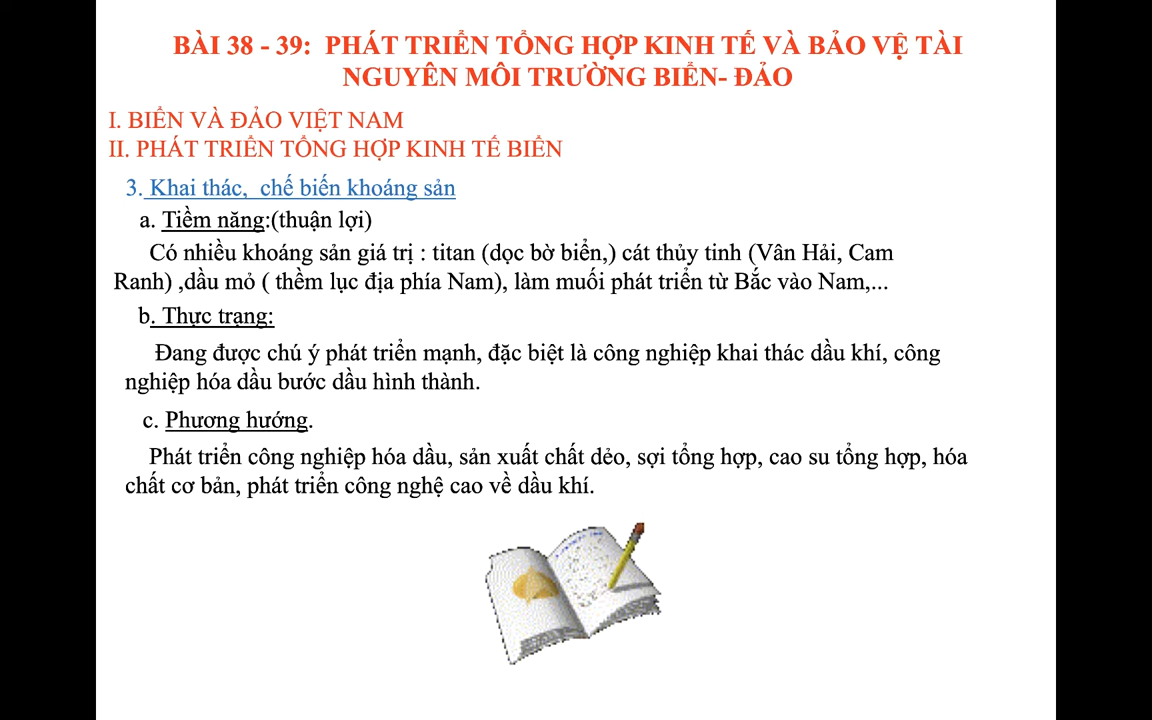 BÀI 38 - 39: PHÁT TRIỂN TỔNG HỢP KINH TẾ VÀ BẢO VỆ TÀI
NGUYÊN MÔI TRƯỜNG BIỂN- ĐẢO
I. BIỂN VÀ ĐẢO VIỆT NAM
II. PHÁT TRIỂN TỔNG HỢP KINH TẾ BIỂN
3. Khai thác, chế biến khoáng sản
a. Tiềm năng:(thuận lợi)
Có nhiều khoáng sản giá trị : titan (dọc bờ biển,) cát thủy tinh (Vân Hải, Cam
Ranh) ,dầu mỏ ( thềm lục địa phía Nam), làm muối phát triển từ Bắc vào Nam,...
b. Thực trạng:
Đang được chú ý phát triển mạnh, đặc biệt là công nghiệp khai thác dầu khí, công
nghiệp hóa dầu bước dầu hình thành.
c. Phương hướng.
Phát triển công nghiệp hóa dầu, sản xuất chất dẻo, sợi tổng hợp, cao su tổng hợp, hóa
chất cơ bản, phát triển công nghệ cao về dầu khí.